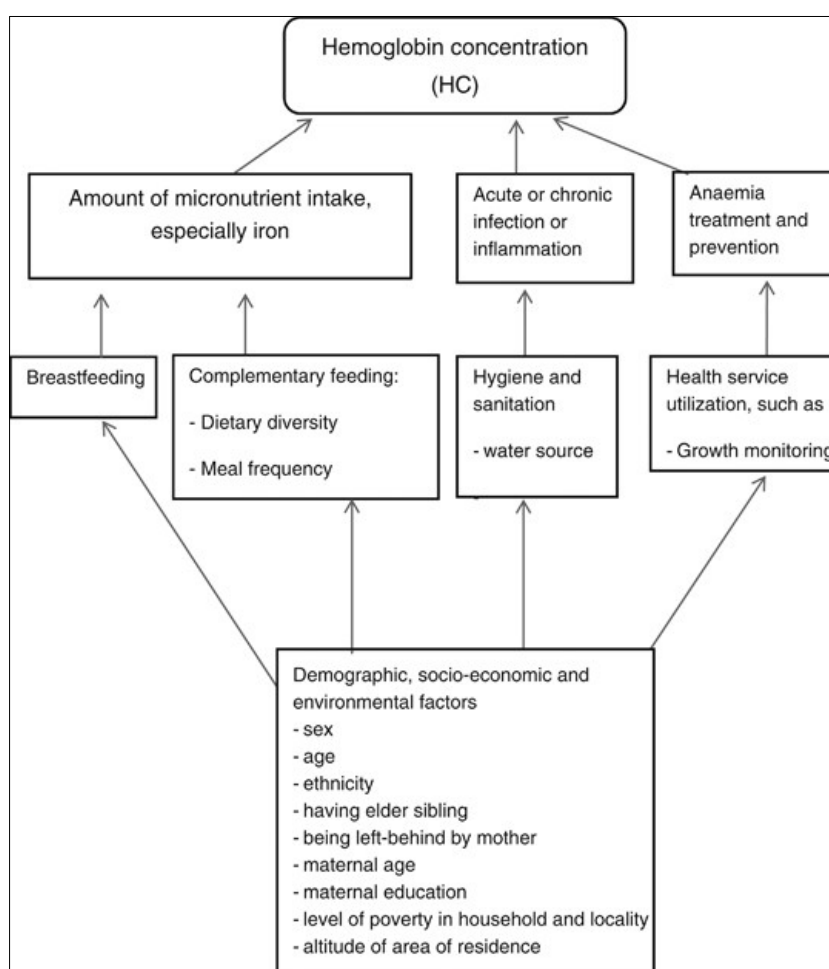 Hemoglobin concentration
(HC)
Amount of micronutrient intake,
especially iron
Acute or chronic
infection or
inflammation
Anaemia
treatment and
prevention
Breastfeeding
Complementary feeding:
- Dietary diversity
- Meal frequency
Hygiene and
sanitation
- water source
-
Health service
utilization, such as
- Growth monitoring
Demographic, socio-economic and
environmental factors
- sex
- age
- ethnicity
- having elder sibling
- being left-behind by mother
- maternal age
- maternal education
- level of poverty in household and locality
- altitude of area of residence